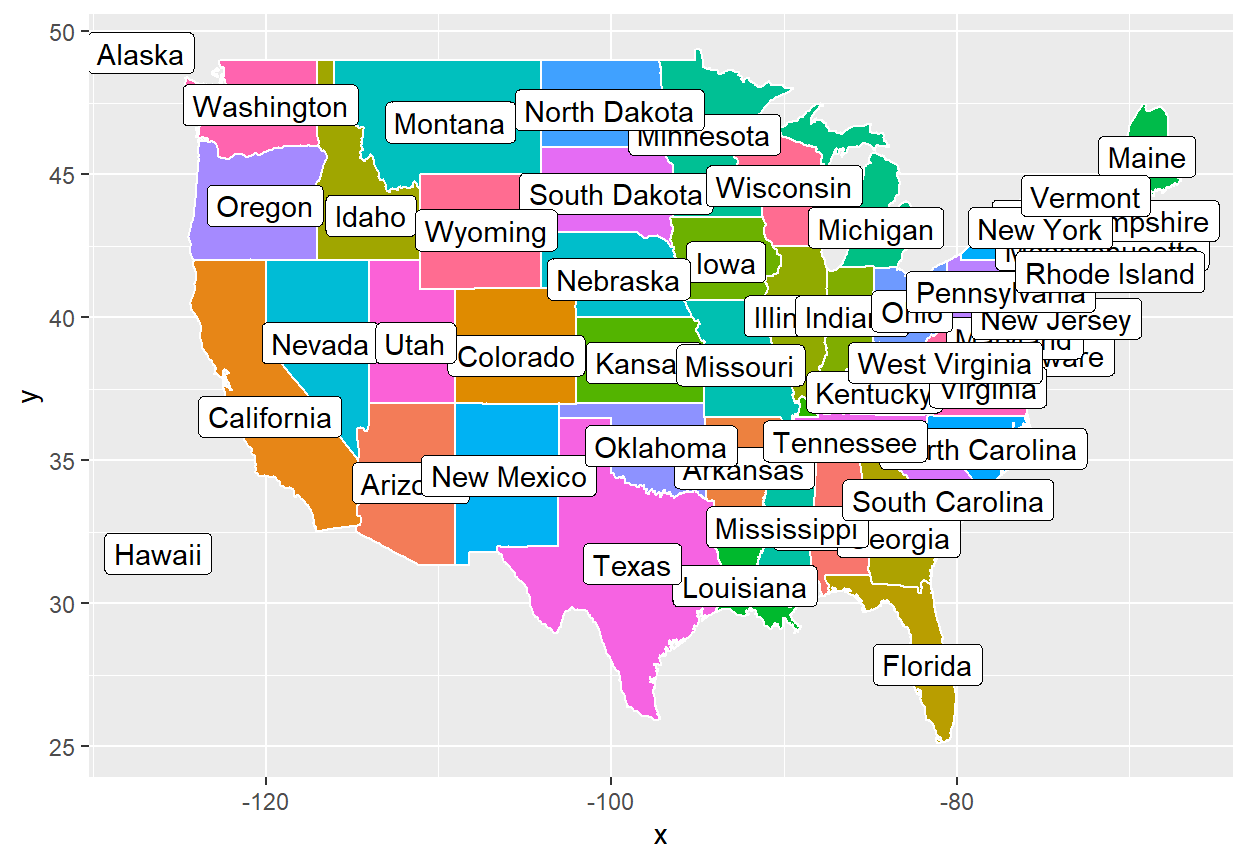 50
Alaska
Washington
Montana
North Dakota
Minnesota
45
Maine
Oregon
Idaho
Wyoming
South Dakota
Wisconsin
Michigan
Vermont
mpshire
New York
Nebraska
Iowa
Rhode Island
Pennsylvania
40
Nevada
Utah
Colorado
Kansa
Missouri
Illin
Indian
Ohio
New Jersey
Maryland
ware
West Virginia
Kentucky
Virginia
California
35
Arizo
New Mexico
Oklahoma
Arkansas
Tennessee
rth Carolina
South Carolina
Hawaii
Texas
Mississippi
Georgia
Louisiana
30
Florida
25
y
-120
-100
-80
x